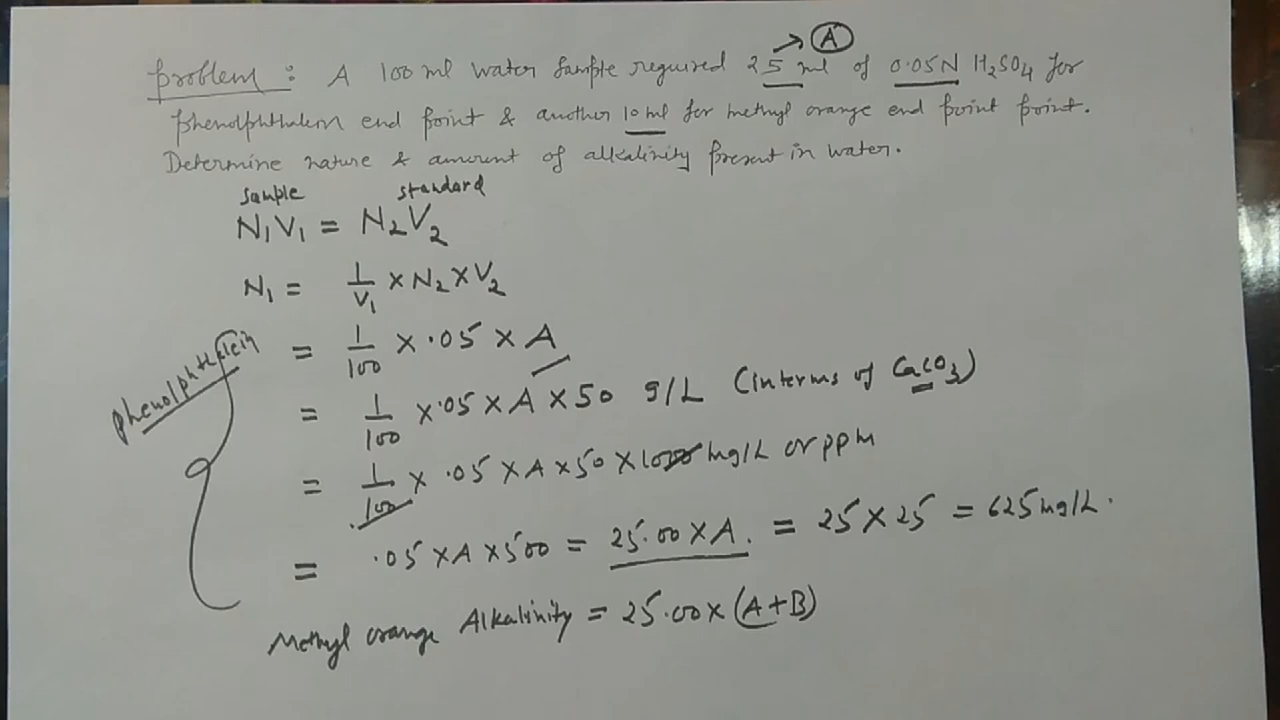 → A
problem : A 100 ml water sample required 25 ml of 0.05N H₂SO₄ for
phenolphthalein end point & another 10 ml for methyl orange end point point.
Determine nature & amount of alkalinity present in water.
sample standard
N₁V₁ = N₂V₂
N₁ = 1/V₁ × N₂ × V₂
phenolphthalein
= 1/100 × .05 × A
= 1/100 × .05 × A × 50 g/L (interms of CaCO₃)
= 1/100 × .05 × A × 50 × 1000 mg/L or ppm
= .05 × A × 500 = 25.00 × A. = 25 × 25 = 625 mg/L.
Methyl orange Alkalinity = 25.00 × (A+B)